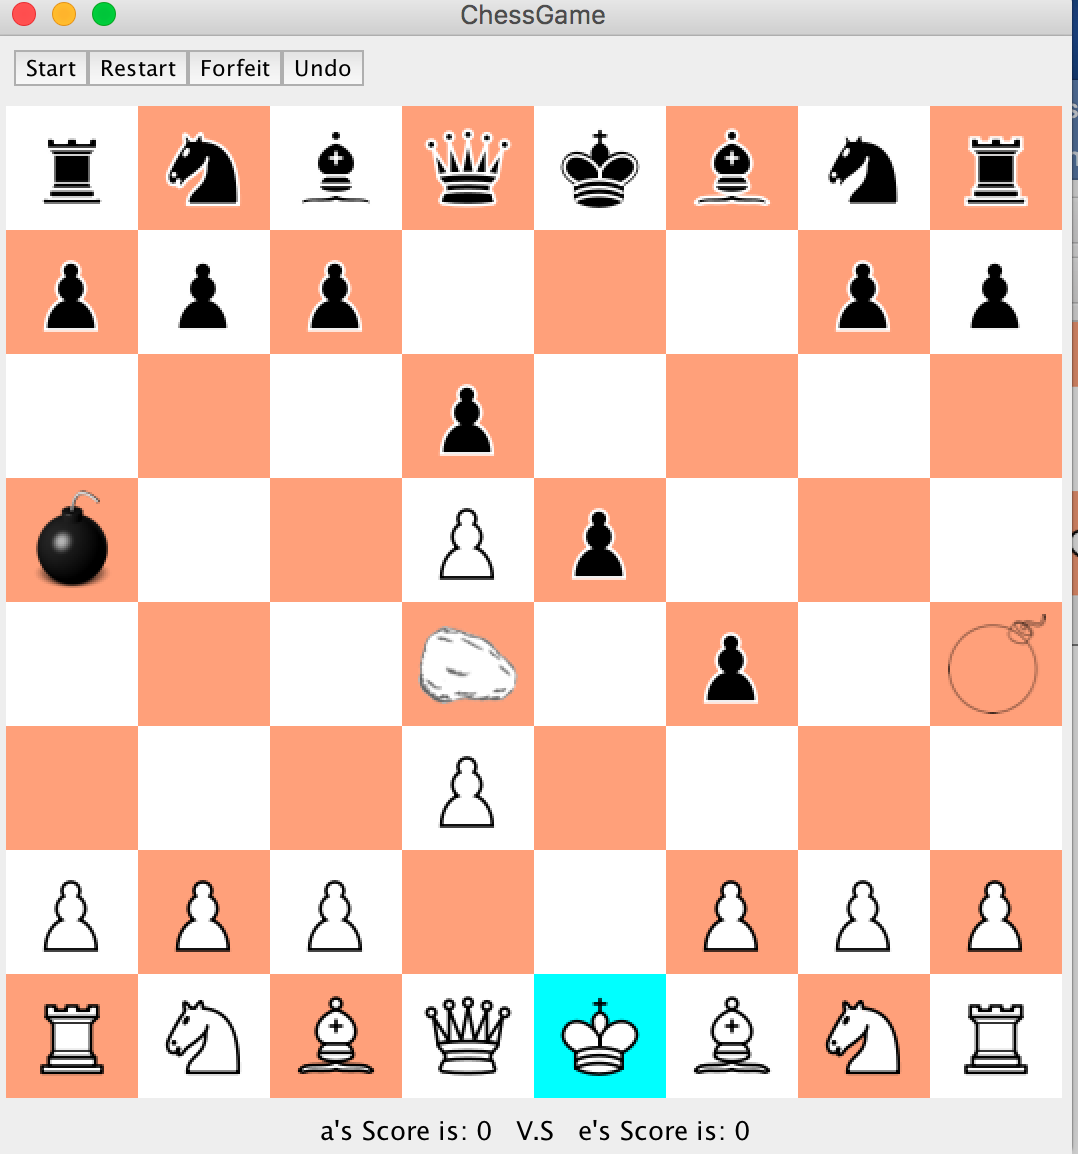 ChessGame
Start Restart Forfeit Undo
a's Score is: 0 V.S e's Score is: 0